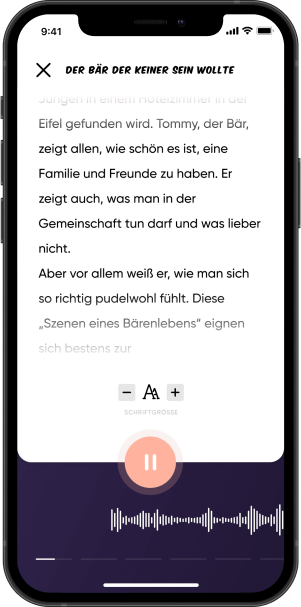 9:41
DER BÄR DER KEINER SEIN WOLLTE
Jungen in einem Hotelzimmer in der
Eifel gefunden wird. Tommy, der Bär,
zeigt allen, wie schön es ist, eine
Familie und Freunde zu haben. Er
zeigt auch, was man in der
Gemeinschaft tun darf und was lieber
nicht.
Aber vor allem weiß er, wie man sich
so richtig pudelwohl fühlt. Diese
„Szenen eines Bärenlebens“ eignen
sich bestens zur
− AA +
SCHRIFTGRÖSSE